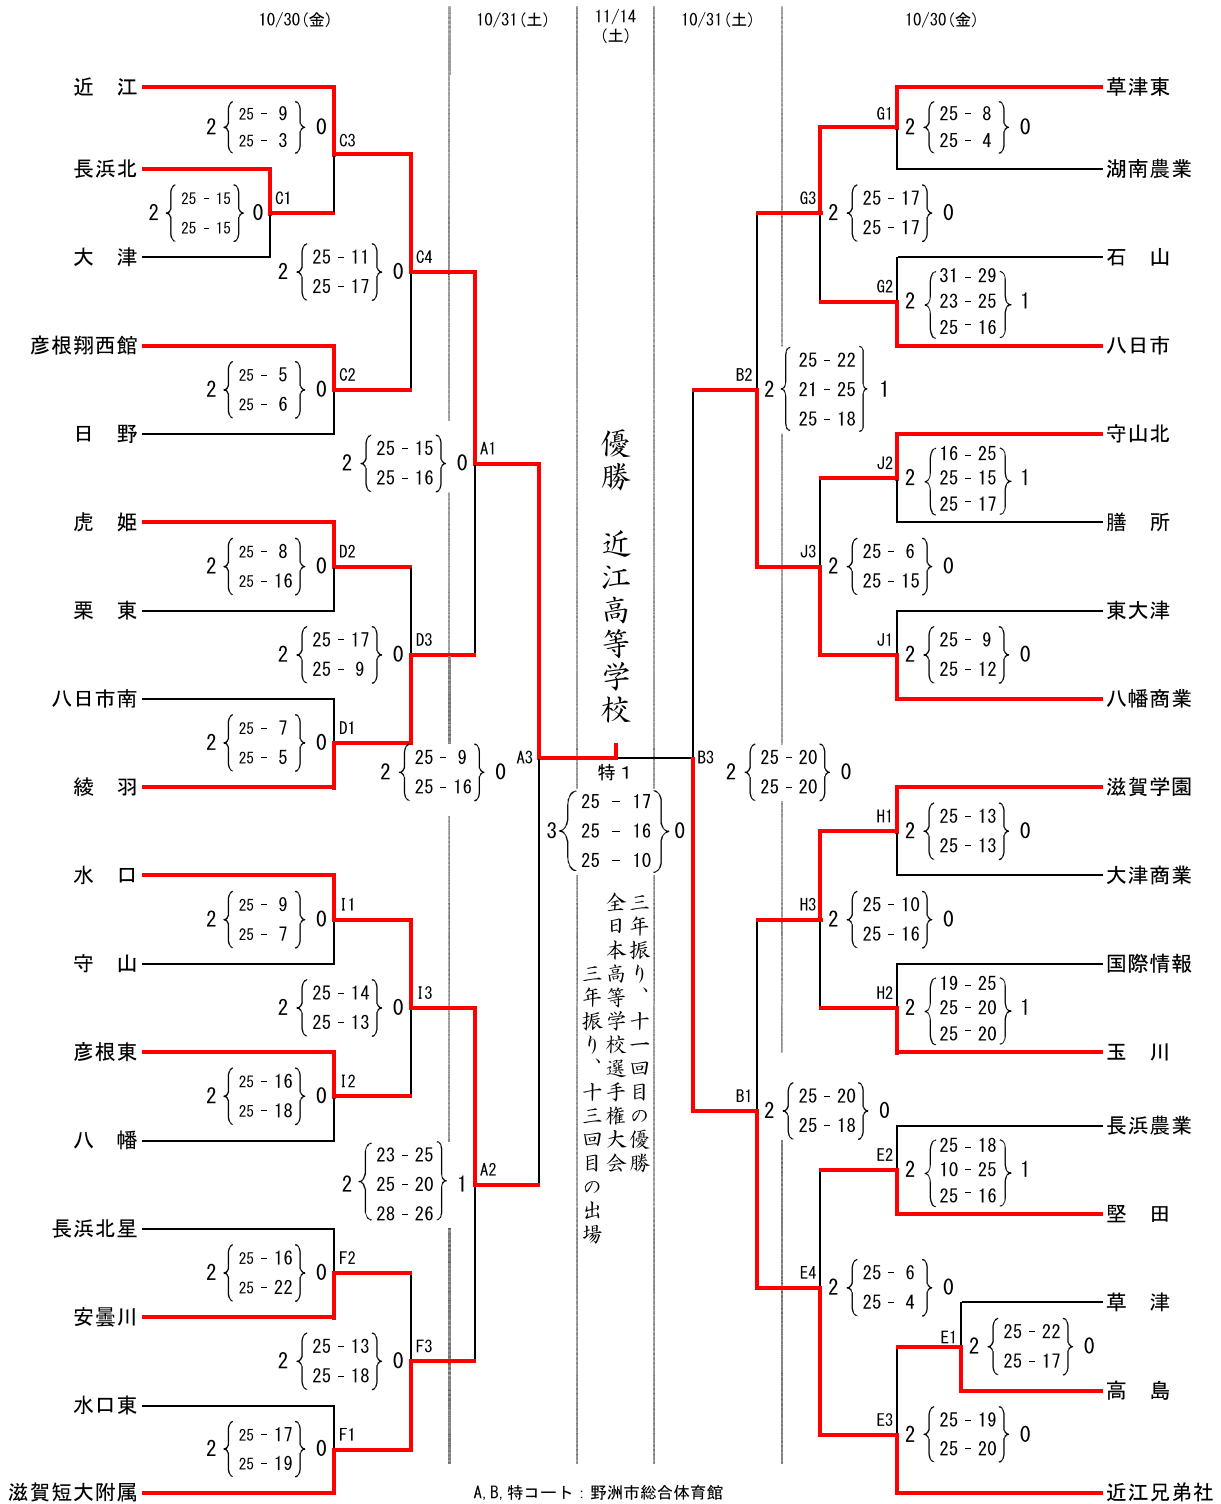 10/30(金)
10/31(土)
11/14
(土)
10/31(土)
10/30(金)
近　江
2 25 - 9 0
25 - 3
C3
長浜北
2 25 - 15 0
25 - 15
C1
大　津
2 25 - 11 0
25 - 17
C4
彦根翔西館
2 25 - 5 0
25 - 6
C2
日　野
2 25 - 15 0
25 - 16
A1
虎　姫
2 25 - 8 0
25 - 16
D2
栗　東
2 25 - 17 0
25 - 9
D3
八日市南
2 25 - 7 0
25 - 5
D1
綾　羽
2 25 - 9 0
25 - 16
A3
水　口
2 25 - 9 0
25 - 7
I1
守　山
2 25 - 14 0
25 - 13
I3
彦根東
2 25 - 16 0
25 - 18
I2
八　幡
2 23 - 25 1
25 - 20
28 - 26
A2
長浜北星
2 25 - 16 0
25 - 22
F2
安曇川
2 25 - 13 0
25 - 18
F3
水口東
2 25 - 17 0
25 - 19
F1
滋賀短大附属
優勝　近江高等学校
特1
3 25 - 17 0
25 - 16
25 - 10
三年振り、十一回目の優勝
全日本高等学校選手権大会
三年振り、十三回目の出場
草津東
G1
2 25 - 8 0
25 - 4
湖南農業
G3
2 25 - 17 0
25 - 17
石　山
G2
2 31 - 29 1
23 - 25
25 - 16
八日市
B2
2 25 - 22 1
21 - 25
25 - 18
守山北
J2
2 16 - 25 1
25 - 15
25 - 17
膳　所
J3
2 25 - 6 0
25 - 15
東大津
J1
2 25 - 9 0
25 - 12
八幡商業
B3
2 25 - 20 0
25 - 20
滋賀学園
H1
2 25 - 13 0
25 - 13
大津商業
H3
2 25 - 10 0
25 - 16
国際情報
H2
2 19 - 25 1
25 - 20
25 - 20
玉　川
B1
2 25 - 20 0
25 - 18
長浜農業
E2
2 25 - 18 1
10 - 25
25 - 16
堅　田
E4
2 25 - 6 0
25 - 4
草　津
E1
2 25 - 22 0
25 - 17
高　島
E3
2 25 - 19 0
25 - 20
近江兄弟社
A,B,特コート：野洲市総合体育館